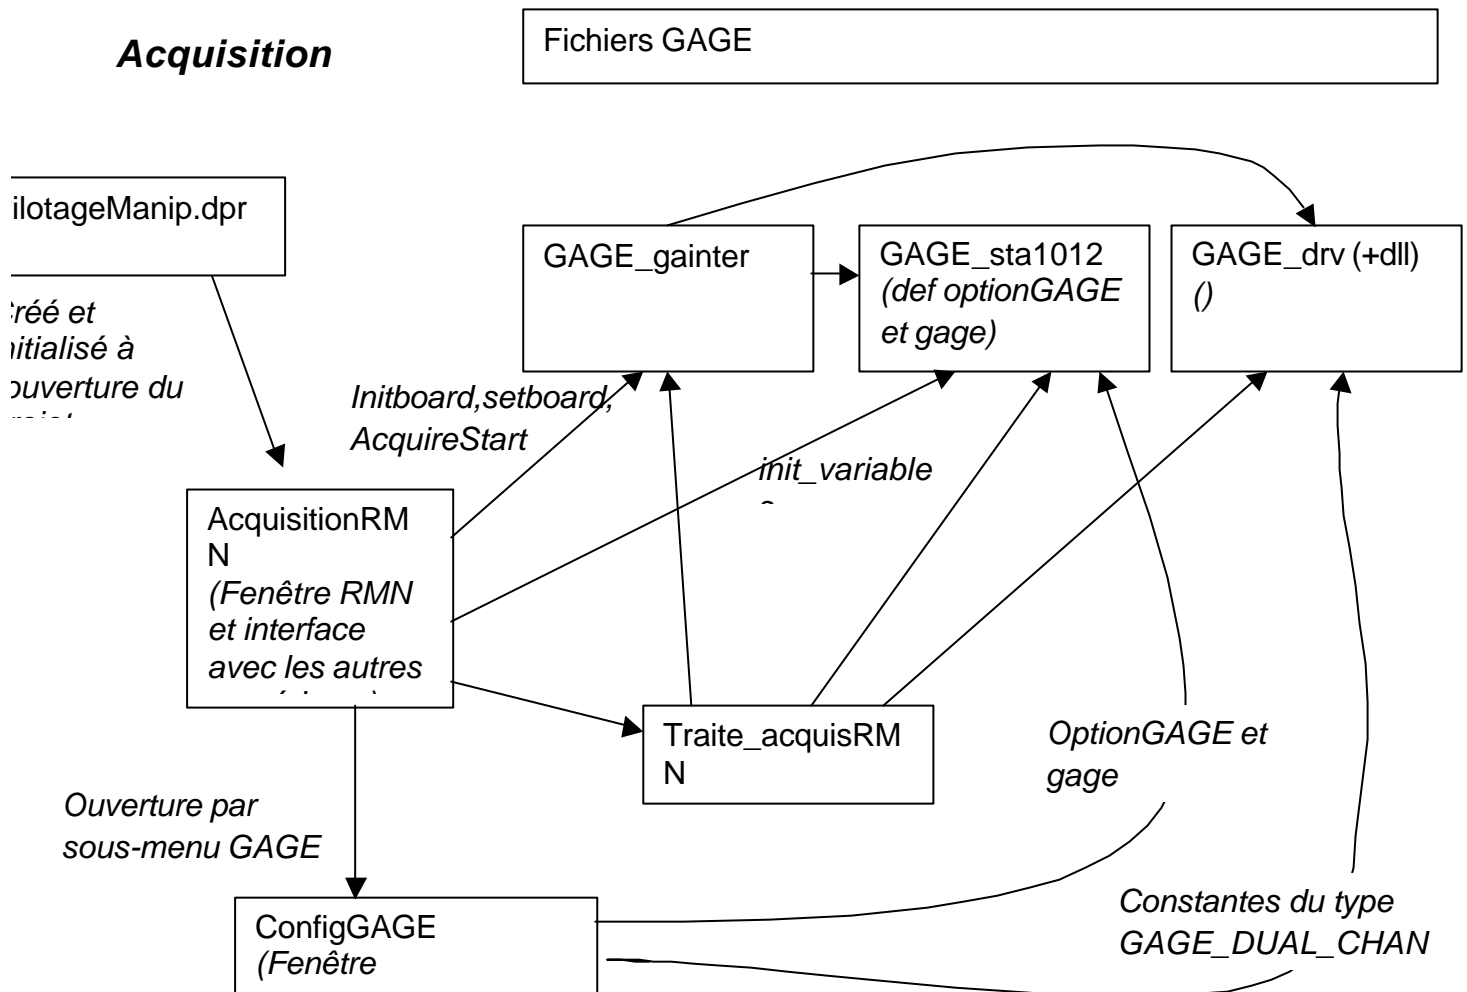 Acquisition
Fichiers GAGE
ilotageManip.dpr
réé et
nitialisé à
ouverture du
GAGE_gainter
GAGE_sta1012
(def optionGAGE
et gage)
GAGE_drv (+dll)
()
Initboard,setboard,
AcquireStart
init_variable
AcquisitionRM
N
(Fenêtre RMN
et interface
avec les autres
Traite_acquisRM
N
OptionGAGE et
gage
Ouverture par
sous-menu GAGE
ConfigGAGE
(Fenêtre
Constantes du type
GAGE_DUAL_CHAN